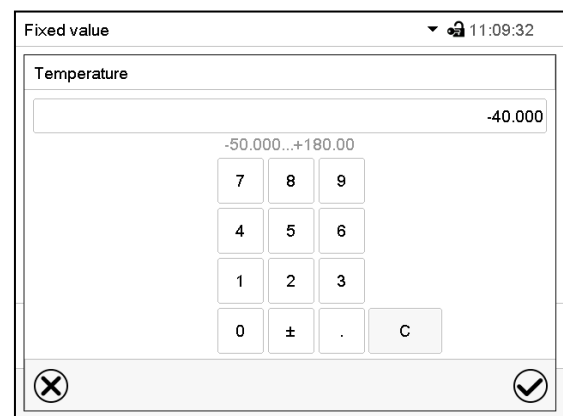 Fixed value 11:09:32
Temperature
-40.000
-50.000...+180.00
7 8 9
4 5 6
1 2 3
0 ± . C